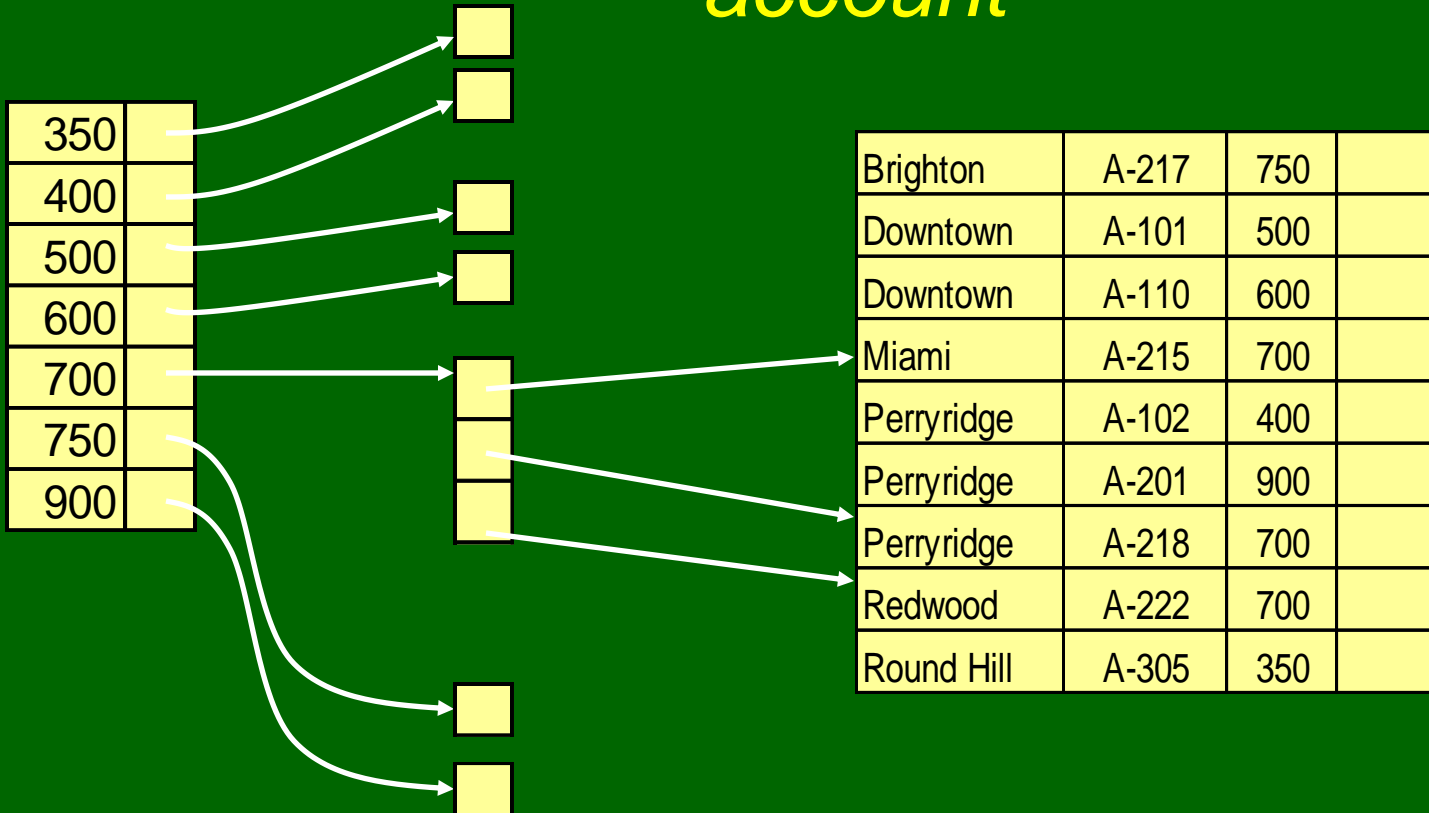 account
350
400
500
600
700
750
900
Brighton A-217 750
Downtown A-101 500
Downtown A-110 600
Miami A-215 700
Perryridge A-102 400
Perryridge A-201 900
Perryridge A-218 700
Redwood A-222 700
Round Hill A-305 350